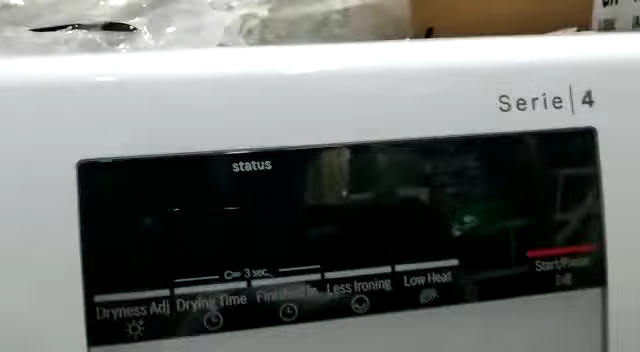 Serie | 4
status
3 sec.
Dryness Adj Drying Time Finished In Less Ironing Low Heat
Start/Pause